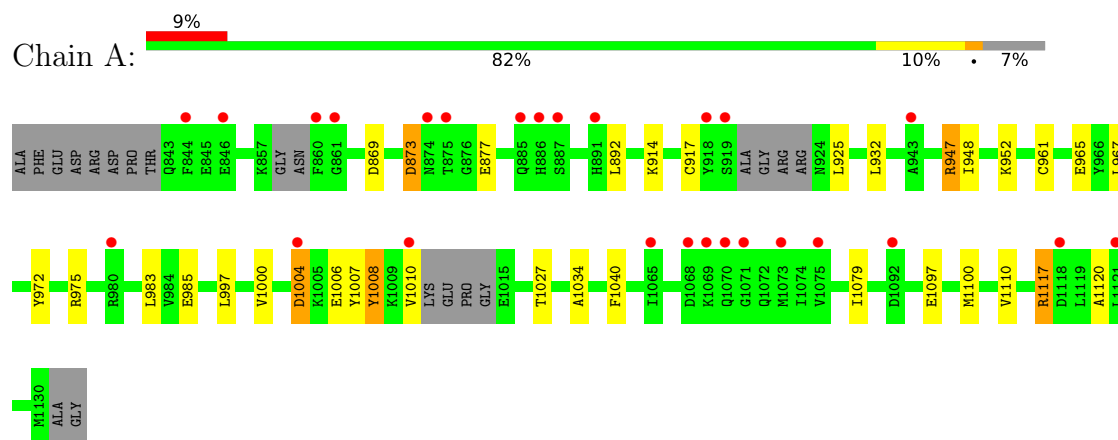 9%
Chain A:
82% 10% • 7%
ALA PHE GLU ASP ARG ASP PRO THR Q843 F844 E845 E846 K857 GLY ASN F860 G861 D869 D873 N874 T875 G876 E877 Q885 H886 S887 H891 L892 K914 C917 Y918 S919 ALA GLY ARG ARG N924 L925 L932 A943 R947 I948 K952 C961 E965 Y966 L967
Y972 R975 R980 L983 V984 E985 L997 V1000 D1004 K1005 E1006 Y1007 Y1008 K1009 V1010 LYS GLU PRO GLY E1015 T1027 A1034 F1040 I1065 D1068 K1069 Q1070 G1071 Q1072 M1073 I1074 V1075 I1079 D1092 E1097 M1100 V1110 R1117 D1118 L1119 A1120
M1130 ALA GLY